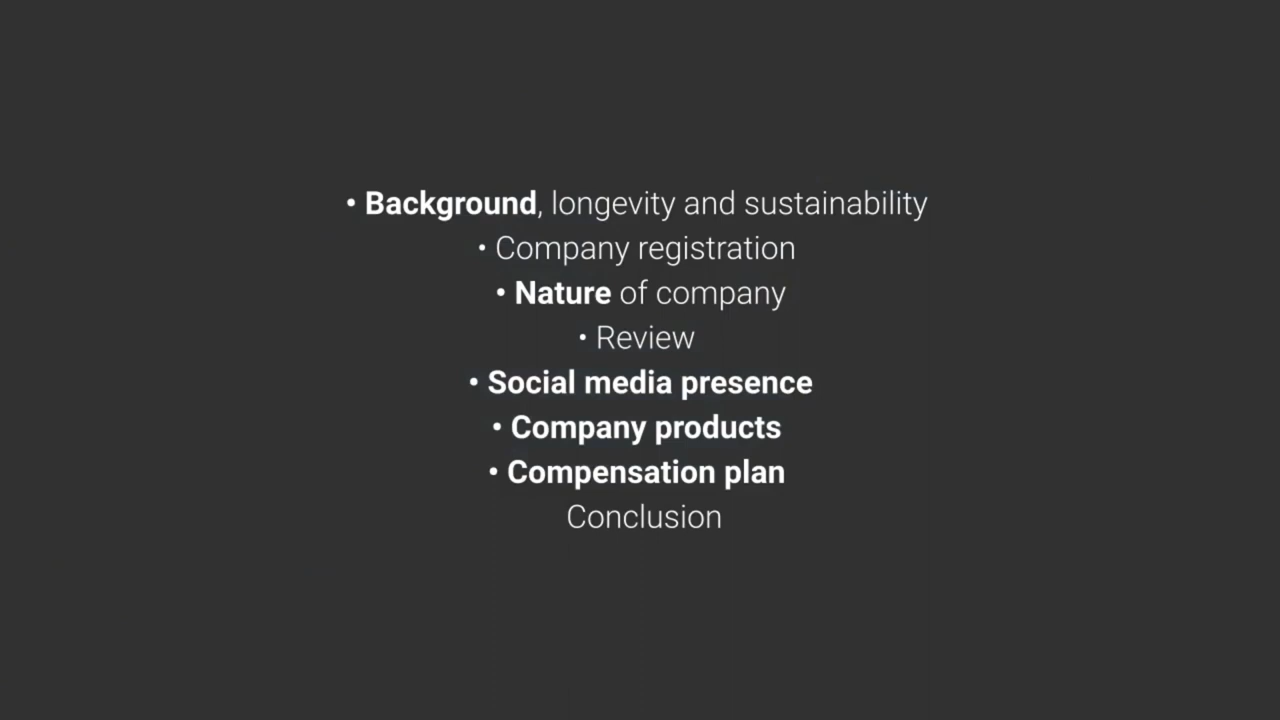 • Background, longevity and sustainability
• Company registration
• Nature of company
• Review
• Social media presence
• Company products
• Compensation plan
Conclusion